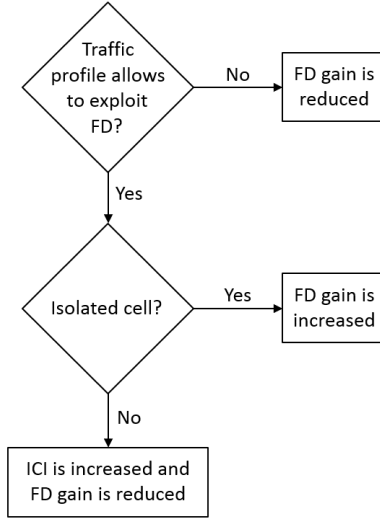 Traffic
profile allows
to exploit
FD?
No
FD gain is
reduced
Yes
Isolated cell?
Yes
FD gain is
increased
No
ICI is increased and
FD gain is reduced